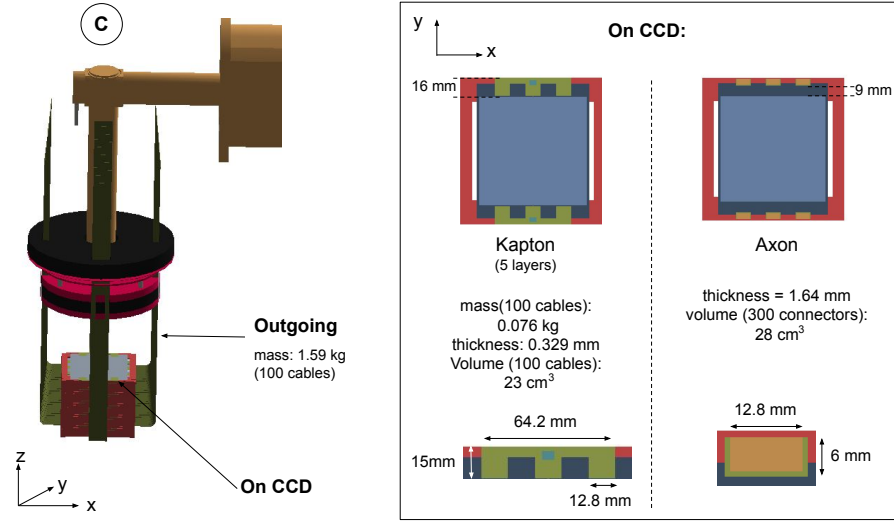 C
Outgoing
mass: 1.59 kg
(100 cables)
On CCD
z
y
x
On CCD:
y
x
16 mm
9 mm
Kapton
(5 layers)
mass(100 cables):
0.076 kg
thickness: 0.329 mm
Volume (100 cables):
23 cm³
64.2 mm
15mm
12.8 mm
Axon
thickness = 1.64 mm
volume (300 connectors):
28 cm³
12.8 mm
6 mm